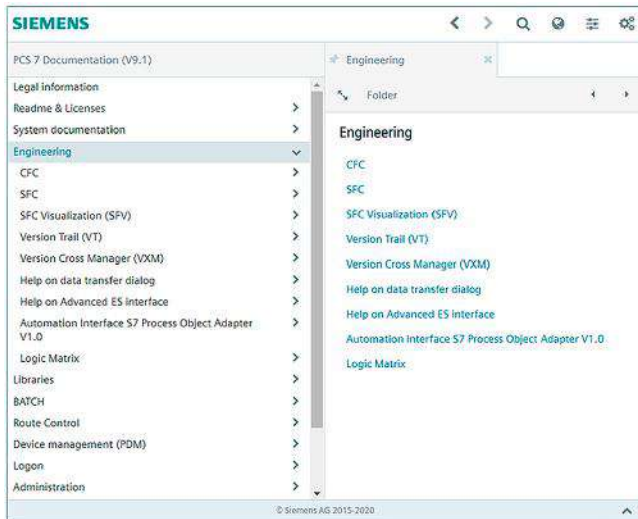 SIEMENS
PCS 7 Documentation (V9.1)
Engineering
Legal information
Readme & Licenses
System documentation
Engineering
CFC
SFC
SFC Visualization (SFV)
Version Trail (VT)
Version Cross Manager (VXM)
Help on data transfer dialog
Help on Advanced ES interface
Automation Interface S7 Process Object Adapter
V1.0
Logic Matrix
Libraries
BATCH
Route Control
Device management (PDM)
Logon
Administration
Folder
Engineering
CFC
SFC
SFC Visualization (SFV)
Version Trail (VT)
Version Cross Manager (VXM)
Help on data transfer dialog
Help on Advanced ES interface
Automation Interface S7 Process Object Adapter V1.0
Logic Matrix
© Siemens AG 2015-2020